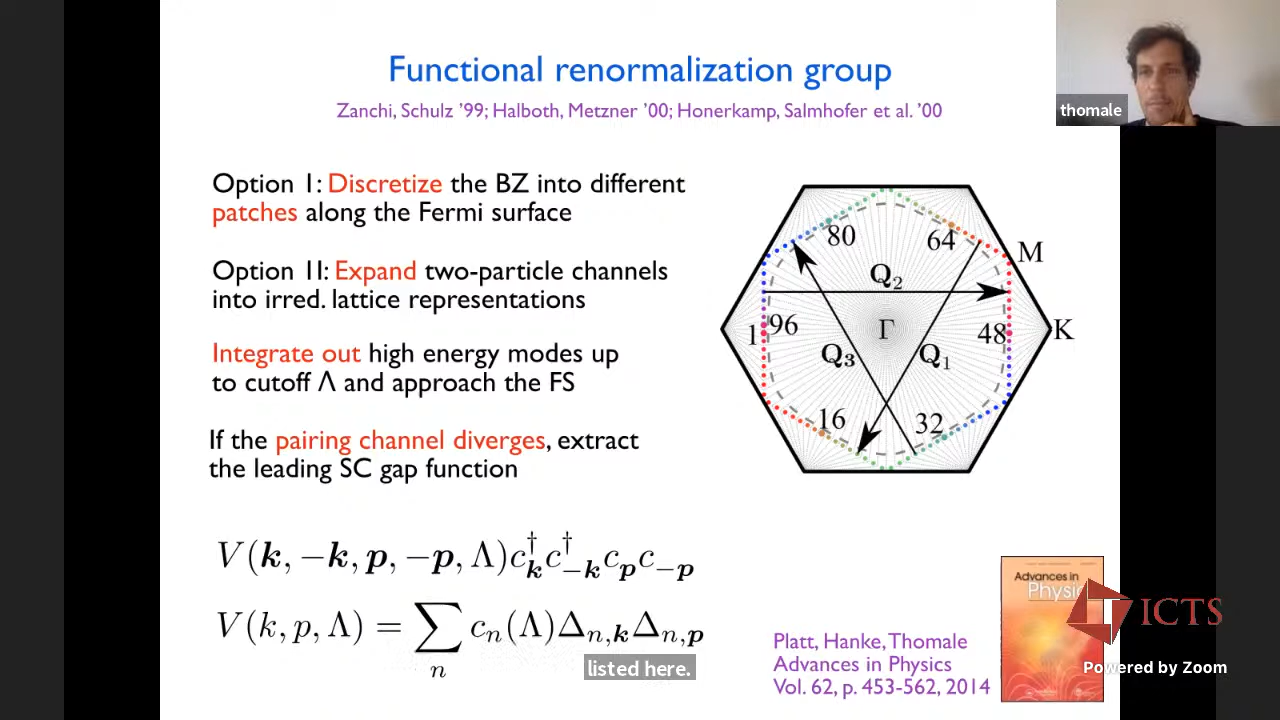 Functional renormalization group
Zanchi, Schulz '99; Halboth, Metzner '00; Honerkamp, Salmhofer et al. '00
thomale
Option I: Discretize the BZ into different
patches along the Fermi surface
Option II: Expand two-particle channels
into irred. lattice representations
Integrate out high energy modes up
to cutoff Λ and approach the FS
If the pairing channel diverges, extract
the leading SC gap function
80
64
M
Q₂
1
96
Γ
48
K
Q₃
Q₁
16
32
V(k, −k, p, −p, Λ)c†ₖc†₋ₖcₚc₋ₚ
V(k, p, Λ) = ∑ₙ cₙ(Λ)Δₙ,ₖΔₙ,ₚ
listed here.
Platt, Hanke, Thomale
Advances in Physics
Vol. 62, p. 453-562, 2014
Advances in
Physic
ICTS
Powered by Zoom